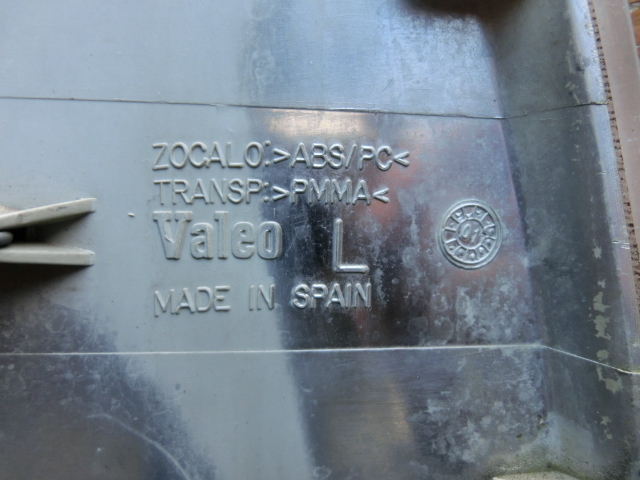 ZOCALO:>ABS/PC<
TRANSP:>PMMA<
Valeo L
MADE IN SPAIN